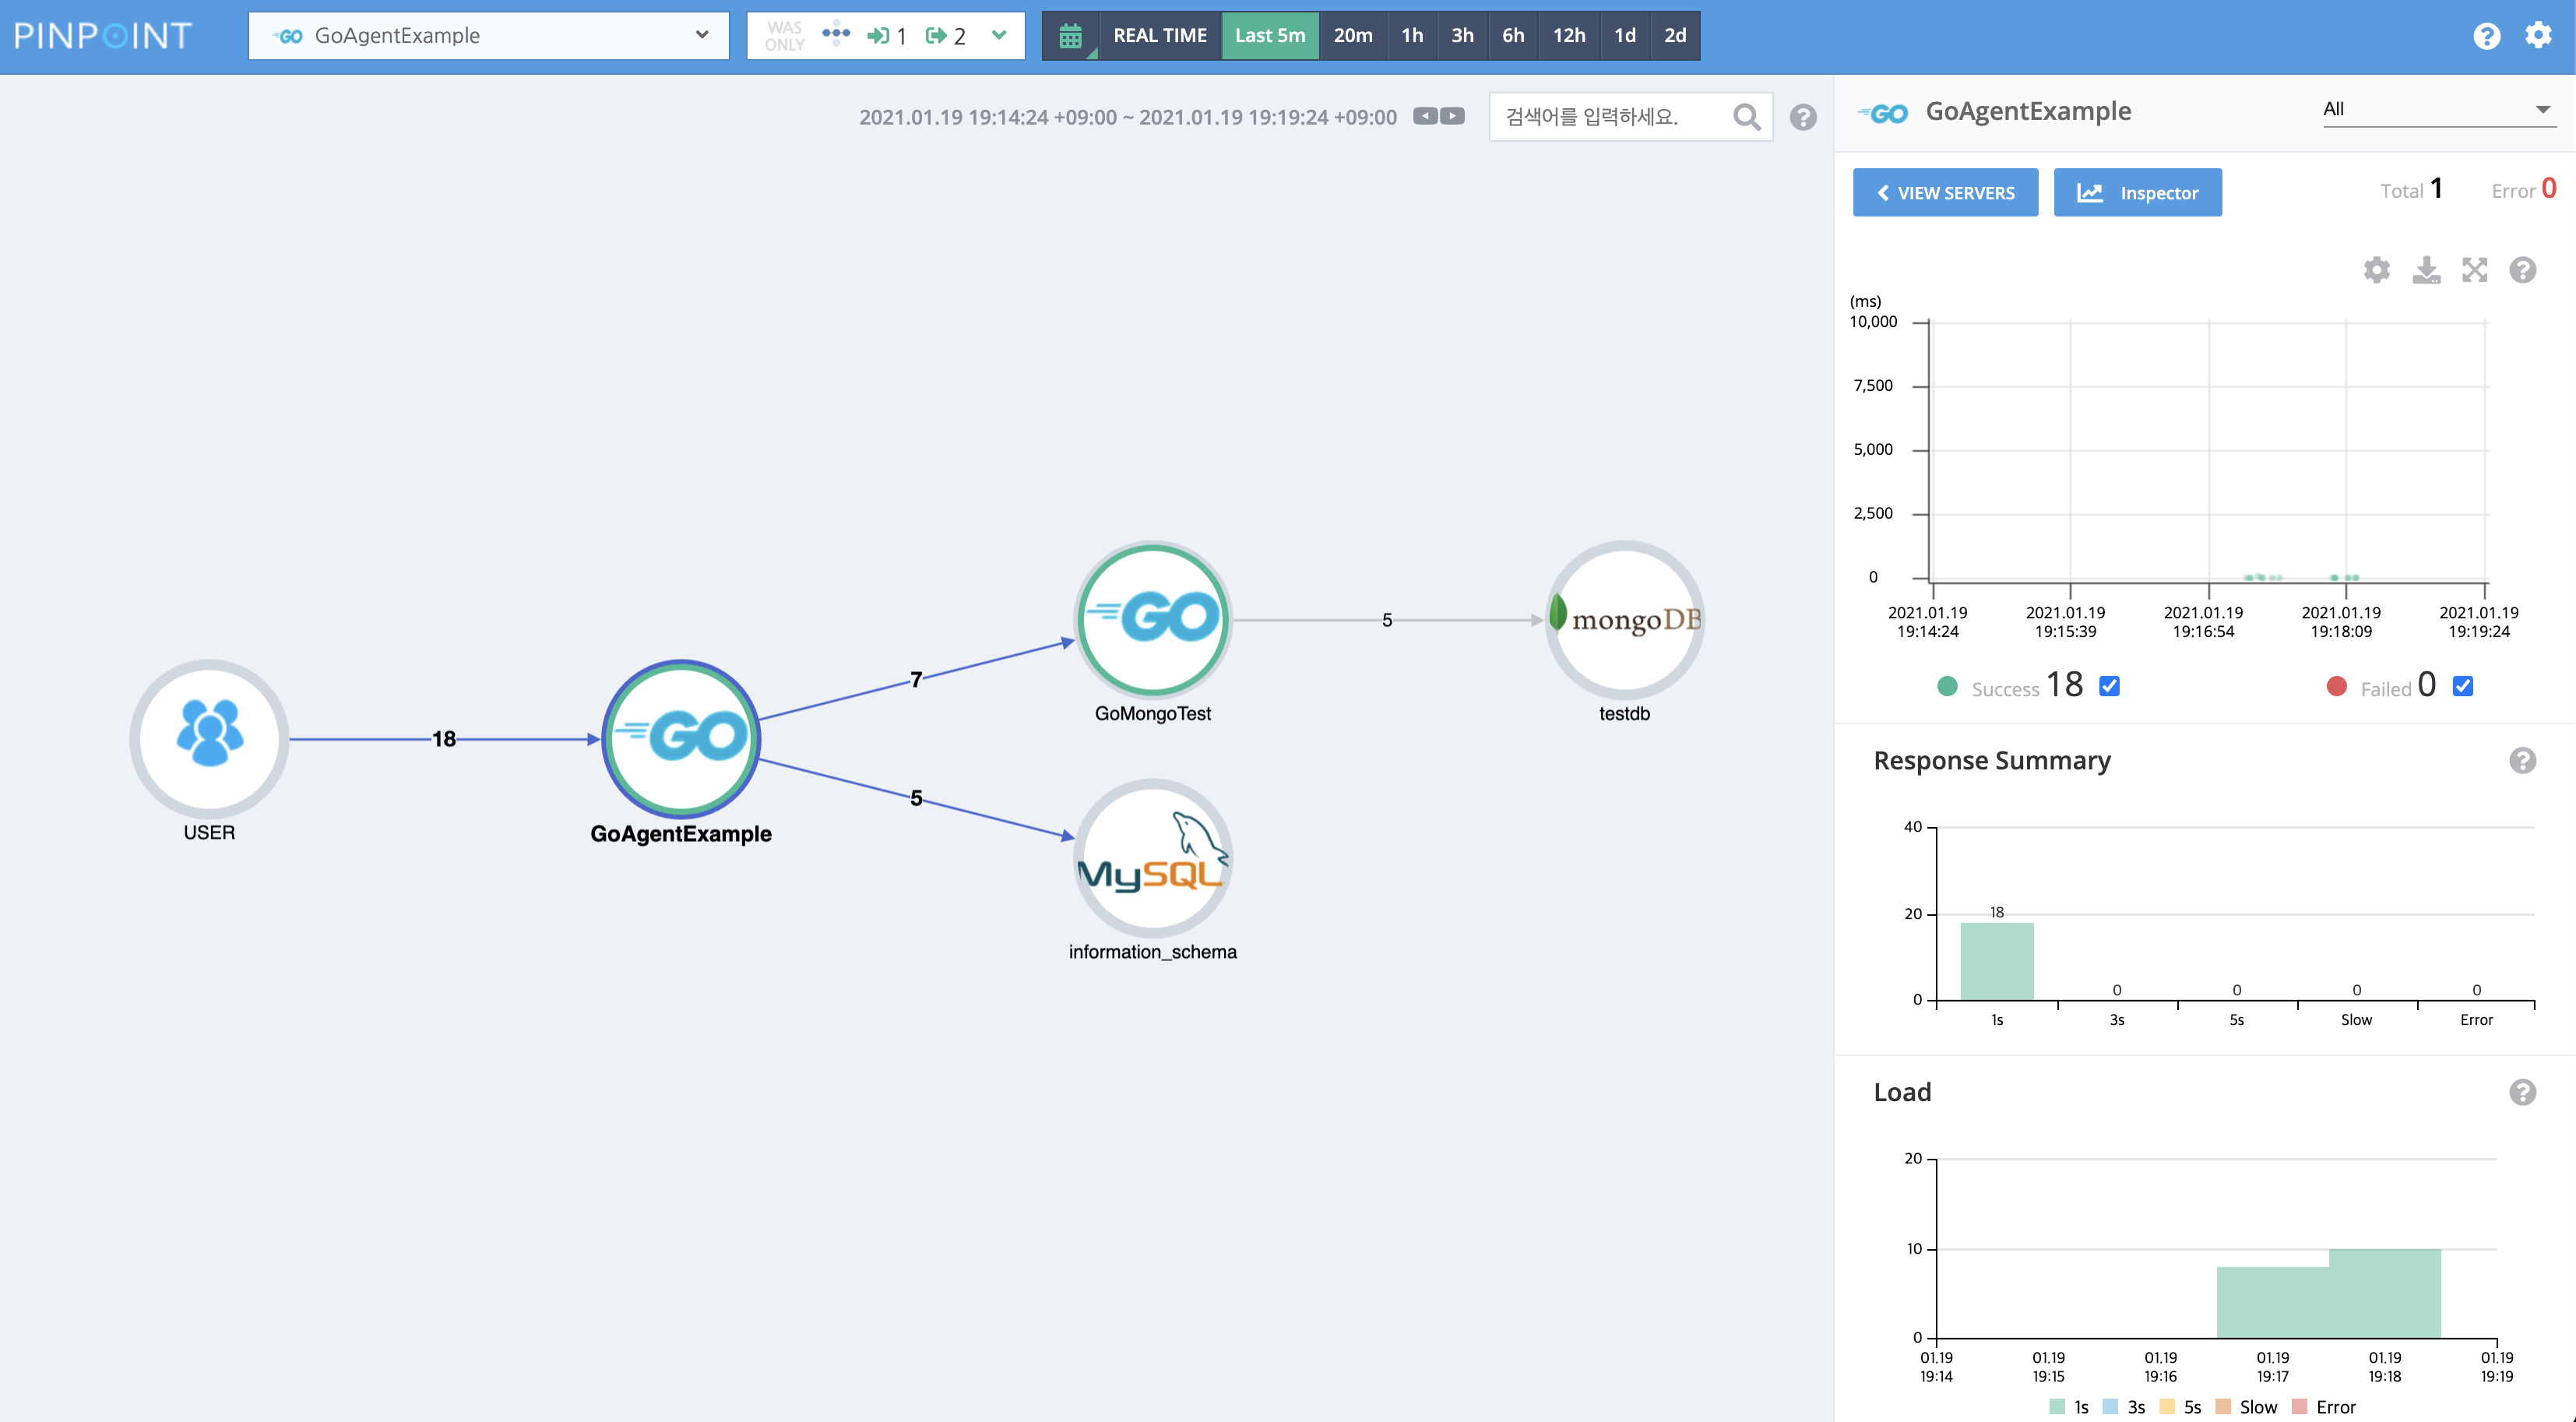 PINPOINT
GO GoAgentExample
WAS ONLY 1 2
REAL TIME Last 5m 20m 1h 3h 6h 12h 1d 2d
2021.01.19 19:14:24 +09:00 ~ 2021.01.19 19:19:24 +09:00
검색어를 입력하세요.
18
7
5
5
USER
GO
GoAgentExample
GO
GoMongoTest
mongoDB
testdb
MySQL
information_schema
GO GoAgentExample
All
VIEW SERVERS
Inspector
Total 1
Error 0
(ms)
10,000
7,500
5,000
2,500
0
2021.01.19 2021.01.19 2021.01.19 2021.01.19 2021.01.19
19:14:24 19:15:39 19:16:54 19:18:09 19:19:24
Success 18
Failed 0
Response Summary
40
20
0
18 0 0 0 0
1s 3s 5s Slow Error
Load
20
10
0
01.19 01.19 01.19 01.19 01.19 01.19
19:14 19:15 19:16 19:17 19:18 19:19
1s 3s 5s Slow Error